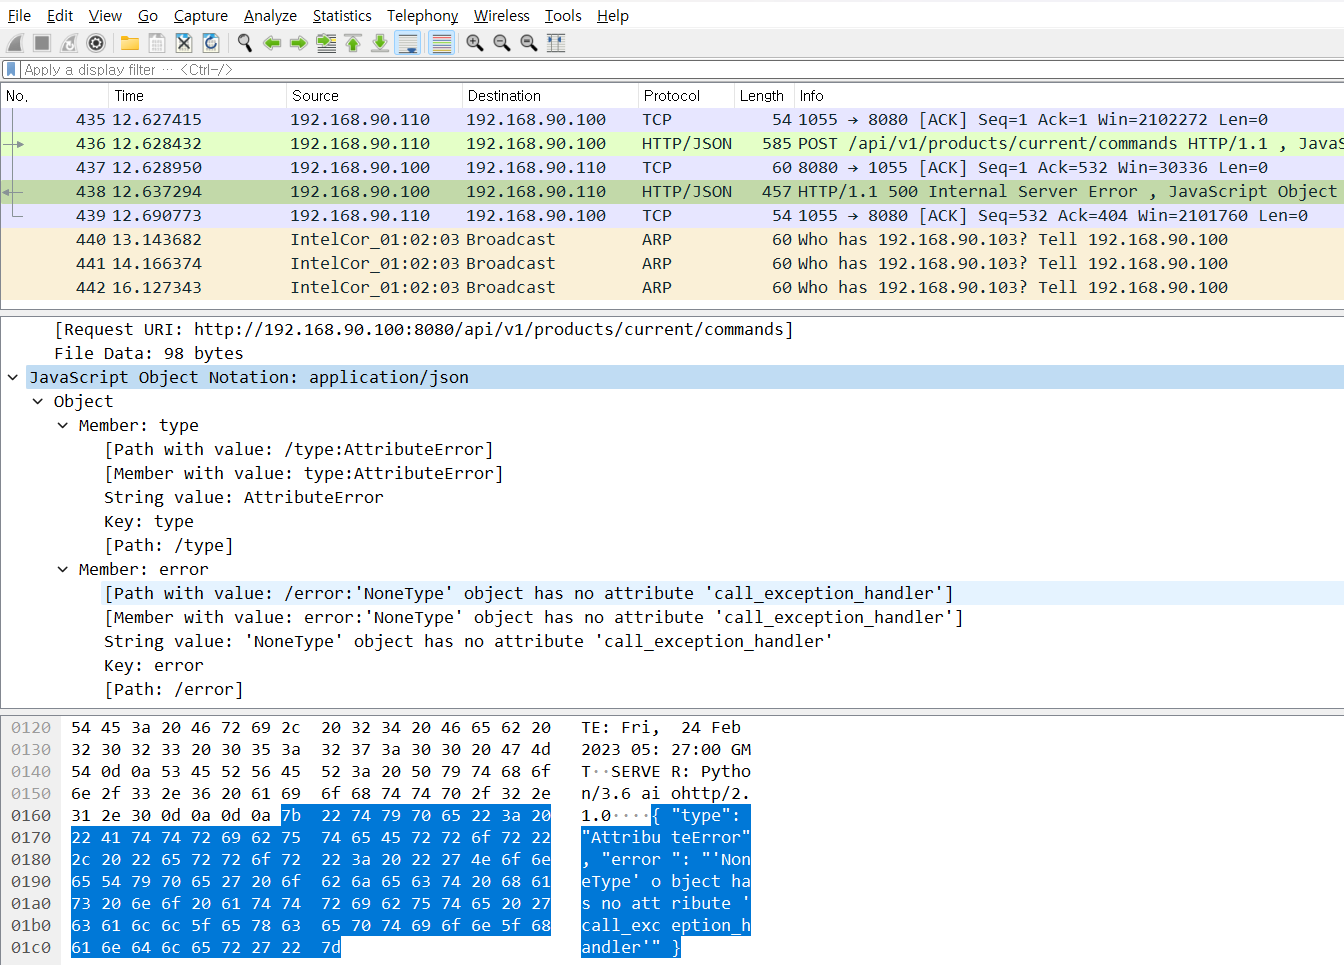 File Edit View Go Capture Analyze Statistics Telephony Wireless Tools Help
Apply a display filter ··· <Ctrl-/>
No. Time Source Destination Protocol Length Info
435 12.627415 192.168.90.110 192.168.90.100 TCP 54 1055 → 8080 [ACK] Seq=1 Ack=1 Win=2102272 Len=0
436 12.628432 192.168.90.110 192.168.90.100 HTTP/JSON 585 POST /api/v1/products/current/commands HTTP/1.1 , JavaS
437 12.628950 192.168.90.100 192.168.90.110 TCP 60 8080 → 1055 [ACK] Seq=1 Ack=532 Win=30336 Len=0
438 12.637294 192.168.90.100 192.168.90.110 HTTP/JSON 457 HTTP/1.1 500 Internal Server Error , JavaScript Object
439 12.690773 192.168.90.110 192.168.90.100 TCP 54 1055 → 8080 [ACK] Seq=532 Ack=404 Win=2101760 Len=0
440 13.143682 IntelCor_01:02:03 Broadcast ARP 60 Who has 192.168.90.103? Tell 192.168.90.100
441 14.166374 IntelCor_01:02:03 Broadcast ARP 60 Who has 192.168.90.103? Tell 192.168.90.100
442 16.127343 IntelCor_01:02:03 Broadcast ARP 60 Who has 192.168.90.103? Tell 192.168.90.100
[Request URI: http://192.168.90.100:8080/api/v1/products/current/commands]
File Data: 98 bytes
JavaScript Object Notation: application/json
Object
Member: type
[Path with value: /type:AttributeError]
[Member with value: type:AttributeError]
String value: AttributeError
Key: type
[Path: /type]
Member: error
[Path with value: /error:'NoneType' object has no attribute 'call_exception_handler']
[Member with value: error:'NoneType' object has no attribute 'call_exception_handler']
String value: 'NoneType' object has no attribute 'call_exception_handler'
Key: error
[Path: /error]
0120 54 45 3a 20 46 72 69 2c 20 32 34 20 46 65 62 20 TE: Fri, 24 Feb
0130 32 30 32 33 20 30 35 3a 32 37 3a 30 30 20 47 4d 2023 05: 27:00 GM
0140 54 0d 0a 53 45 52 56 45 52 3a 20 50 79 74 68 6f T··SERVE R: Pytho
0150 6e 2f 33 2e 36 20 61 69 6f 68 74 74 70 2f 32 2e n/3.6 ai ohttp/2.
0160 31 2e 30 0d 0a 0d 0a 7b 22 74 79 70 65 22 3a 20 1.0····{ "type":
0170 22 41 74 74 72 69 62 75 74 65 45 72 72 6f 72 22 "Attribu teError"
0180 2c 20 22 65 72 72 6f 72 22 3a 20 22 27 4e 6f 6e , "error ": "'Non
0190 65 54 79 70 65 27 20 6f 62 6a 65 63 74 20 68 61 eType' o bject ha
01a0 73 20 6e 6f 20 61 74 74 72 69 62 75 74 65 20 27 s no att ribute '
01b0 63 61 6c 6c 5f 65 78 63 65 70 74 69 6f 6e 5f 68 call_exc eption_h
01c0 61 6e 64 6c 65 72 27 22 7d andler'" }